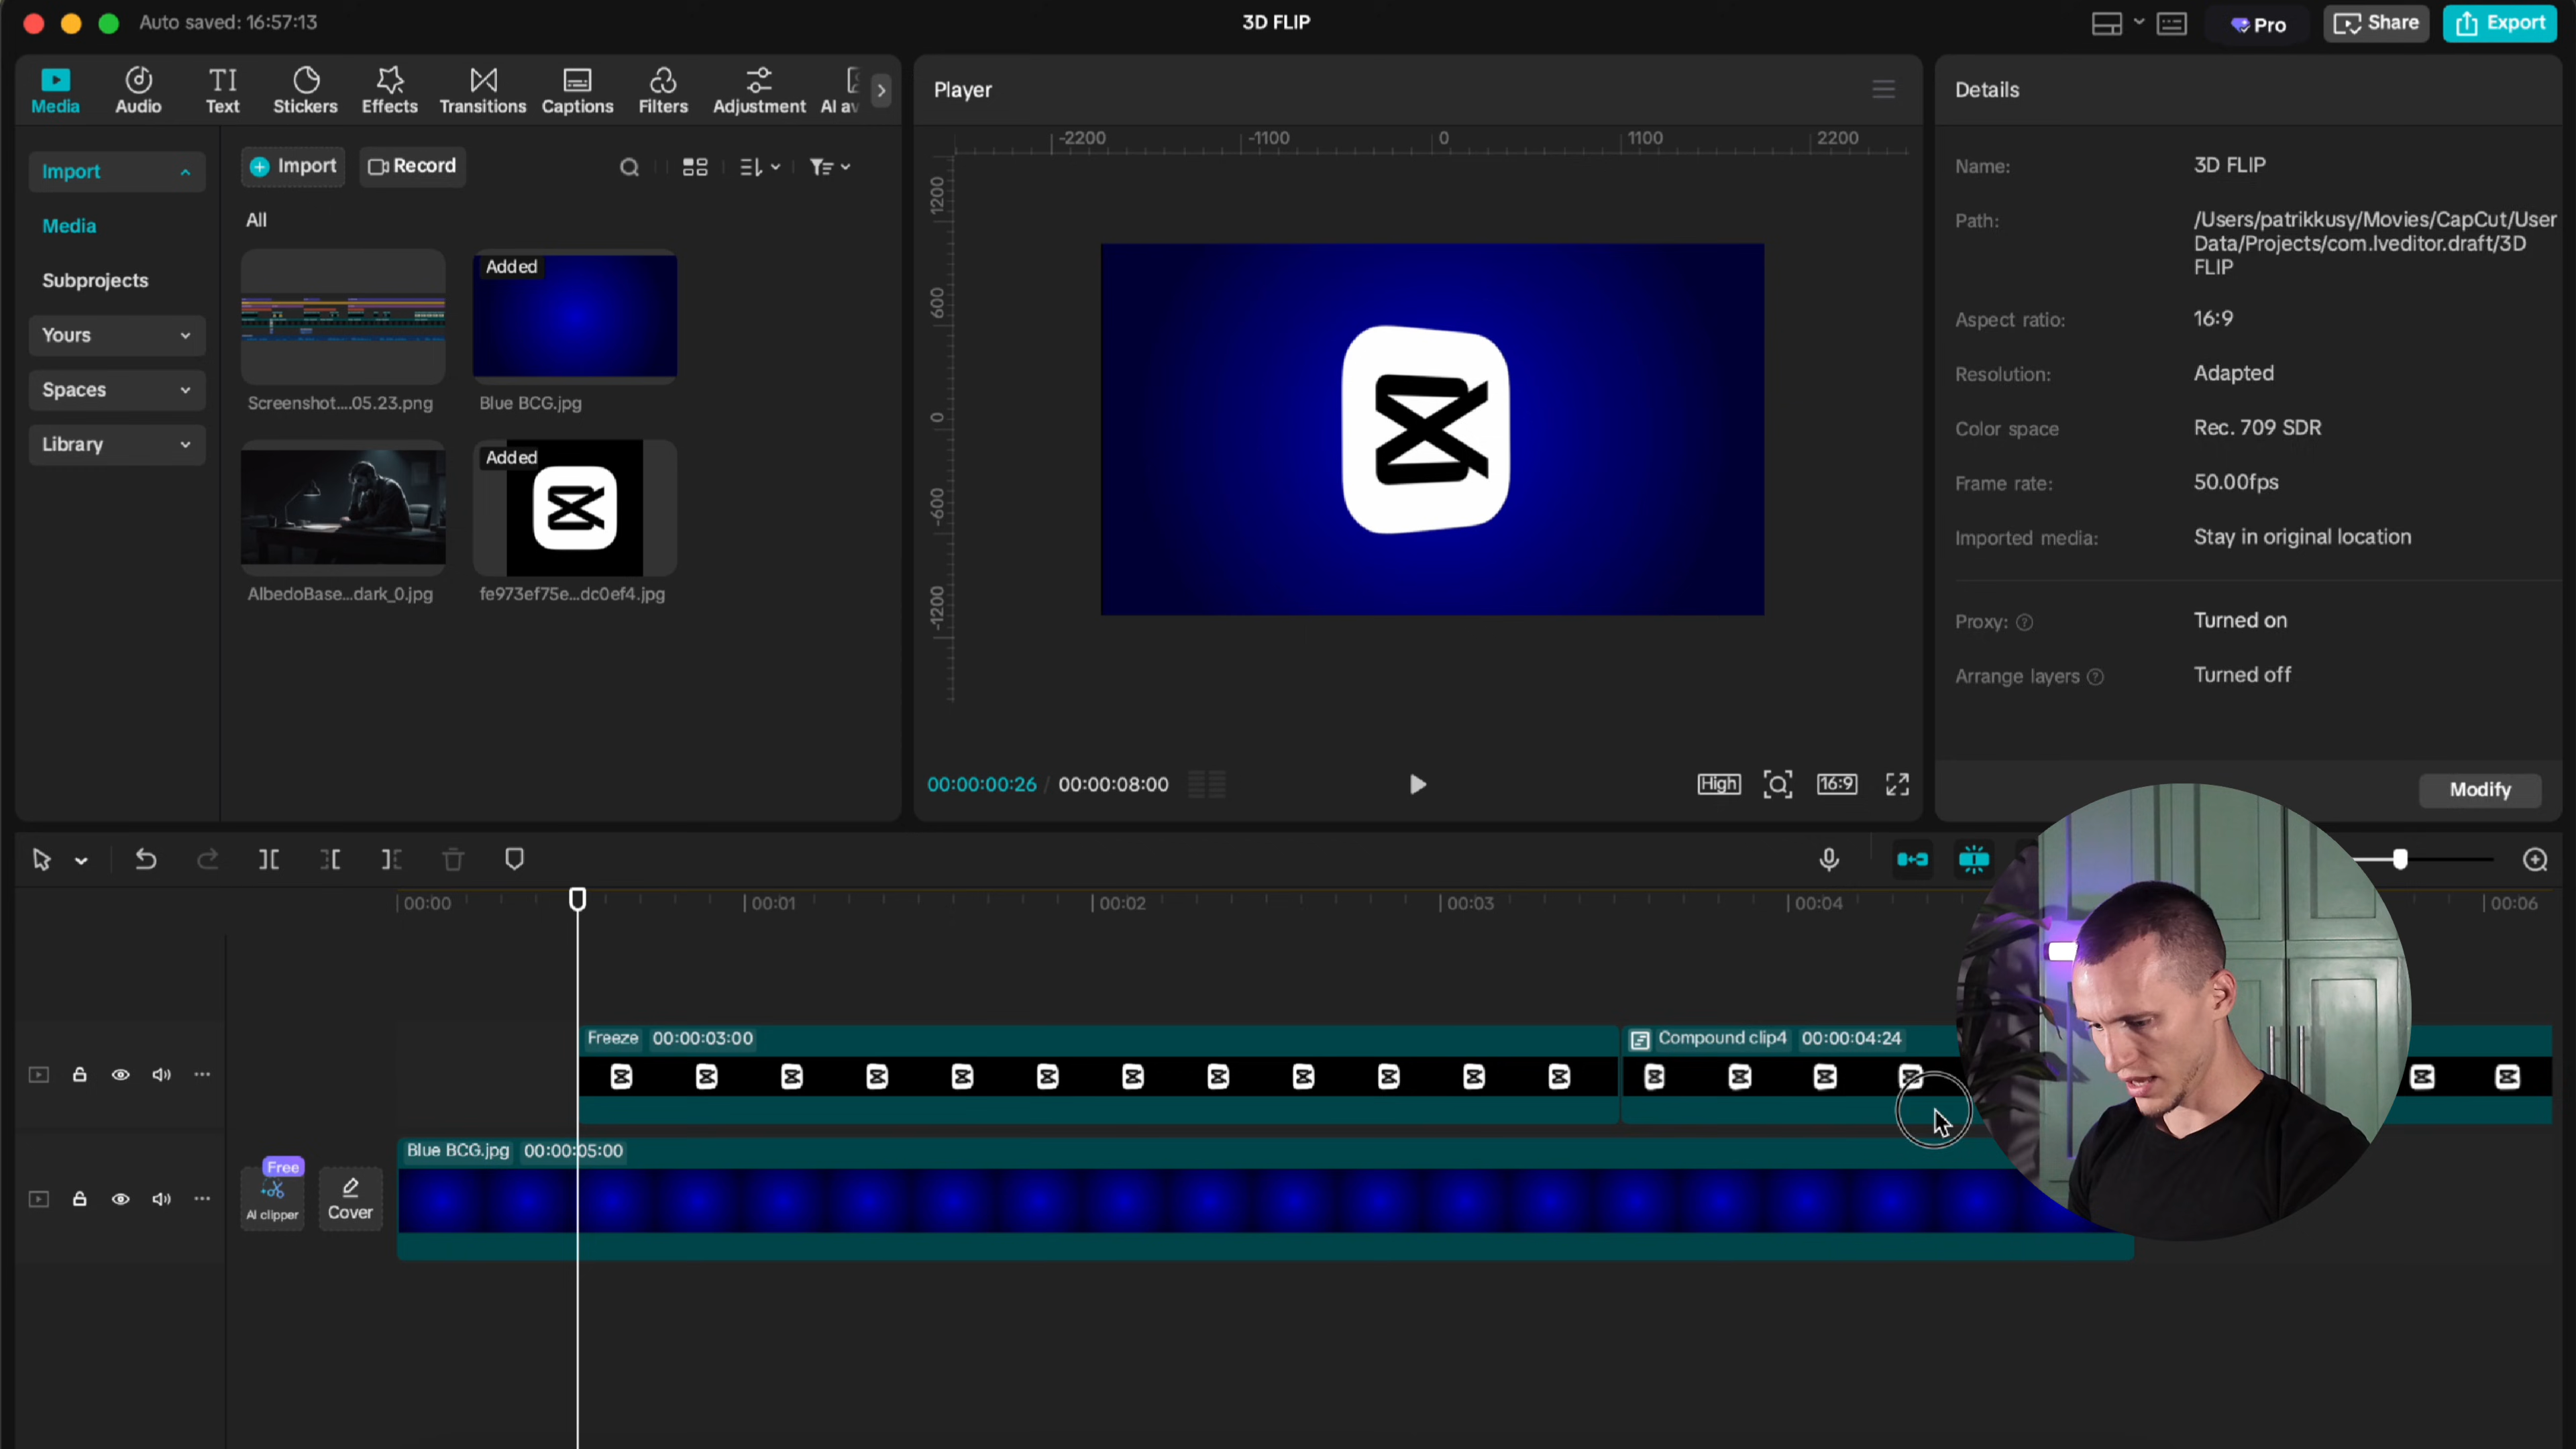 Auto saved: 16:57:13
3D FLIP
Pro
Share
Export
Media
Audio
TI
Text
Stickers
Effects
Transitions
Captions
Filters
Adjustment
AI av
Import
Media
Subprojects
Yours
Spaces
Library
Import
Record
All
Screenshot....05.23.png
Added
Blue BCG.jpg
AlbedoBase...dark_0.jpg
Added
fe973ef75e...dc0ef4.jpg
Player
-2200
-1100
0
1100
2200
1200
600
0
-600
-1200
00:00:00:26 / 00:00:08:00
High
16:9
Details
Name: 3D FLIP
Path: /Users/patrikkusy/Movies/CapCut/User
Data/Projects/com.lveditor.draft/3D
FLIP
Aspect ratio: 16:9
Resolution: Adapted
Color space Rec. 709 SDR
Frame rate: 50.00fps
Imported media: Stay in original location
Proxy: Turned on
Arrange layers Turned off
Modify
00:00
00:01
00:02
00:03
00:04
00:06
Freeze 00:00:03:00
Compound clip4 00:00:04:24
Blue BCG.jpg 00:00:05:00
Free
AI clipper
Cover